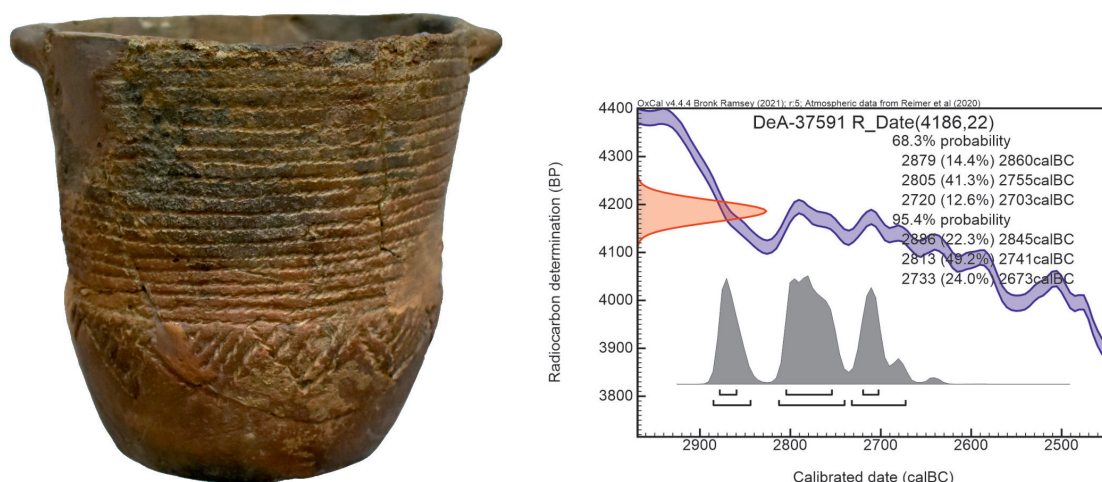 OxCal v4.4.4 Bronk Ramsey (2021); r:5; Atmospheric data from Reimer et al (2020)
DeA-37591 R_Date(4186,22)
68.3% probability
2879 (14.4%) 2860calBC
2805 (41.3%) 2755calBC
2720 (12.6%) 2703calBC
95.4% probability
2886 (22.3%) 2845calBC
2813 (49.2%) 2741calBC
2733 (24.0%) 2673calBC
Radiocarbon determination (BP)
4400
4300
4200
4100
4000
3900
3800
2900 2800 2700 2600 2500
Calibrated date (calBC)